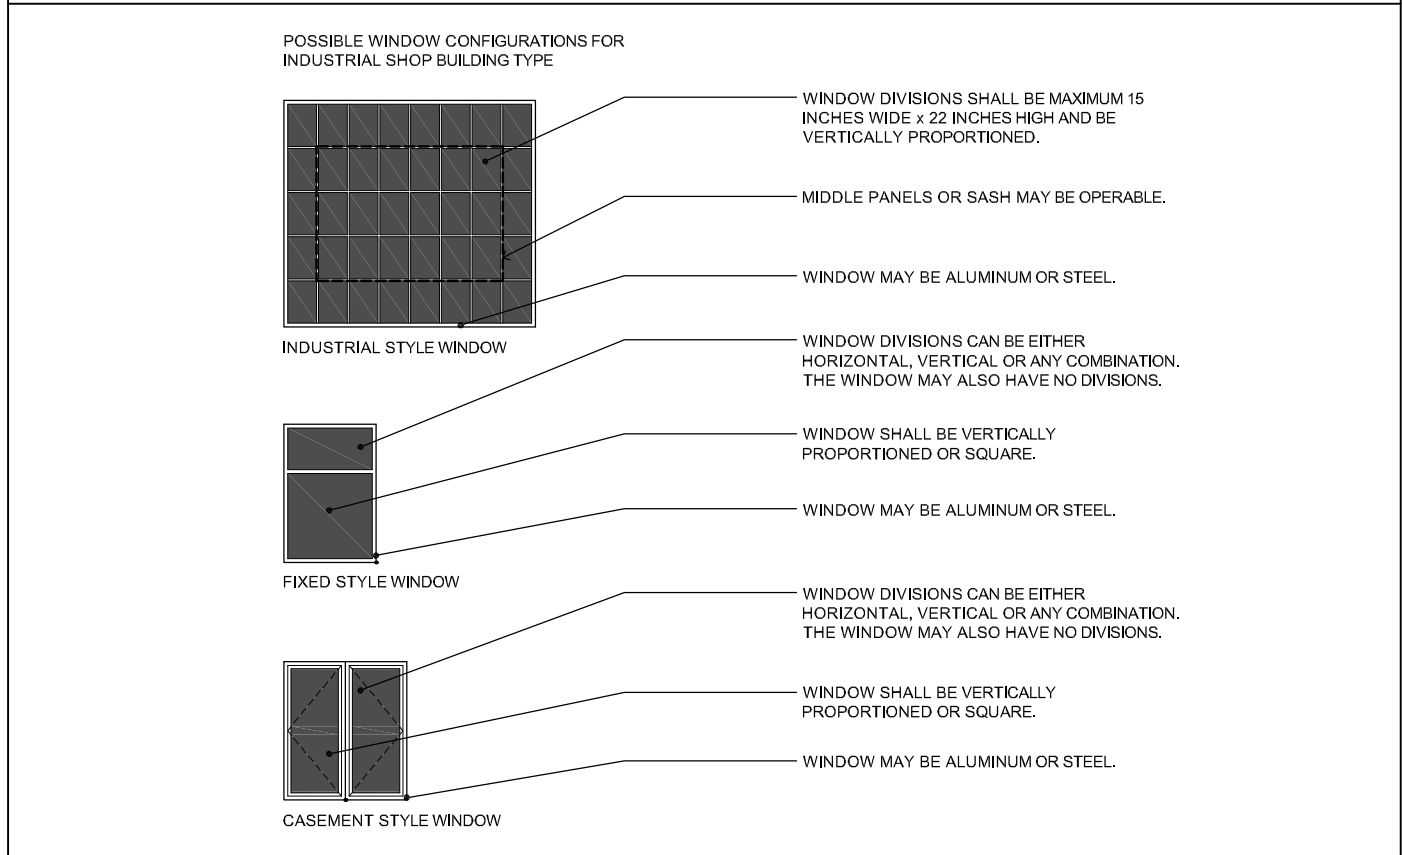 POSSIBLE WINDOW CONFIGURATIONS FOR
INDUSTRIAL SHOP BUILDING TYPE
WINDOW DIVISIONS SHALL BE MAXIMUM 15
INCHES WIDE x 22 INCHES HIGH AND BE
VERTICALLY PROPORTIONED.
MIDDLE PANELS OR SASH MAY BE OPERABLE.
WINDOW MAY BE ALUMINUM OR STEEL.
INDUSTRIAL STYLE WINDOW
WINDOW DIVISIONS CAN BE EITHER
HORIZONTAL, VERTICAL OR ANY COMBINATION.
THE WINDOW MAY ALSO HAVE NO DIVISIONS.
WINDOW SHALL BE VERTICALLY
PROPORTIONED OR SQUARE.
WINDOW MAY BE ALUMINUM OR STEEL.
FIXED STYLE WINDOW
WINDOW DIVISIONS CAN BE EITHER
HORIZONTAL, VERTICAL OR ANY COMBINATION.
THE WINDOW MAY ALSO HAVE NO DIVISIONS.
WINDOW SHALL BE VERTICALLY
PROPORTIONED OR SQUARE.
WINDOW MAY BE ALUMINUM OR STEEL.
CASEMENT STYLE WINDOW